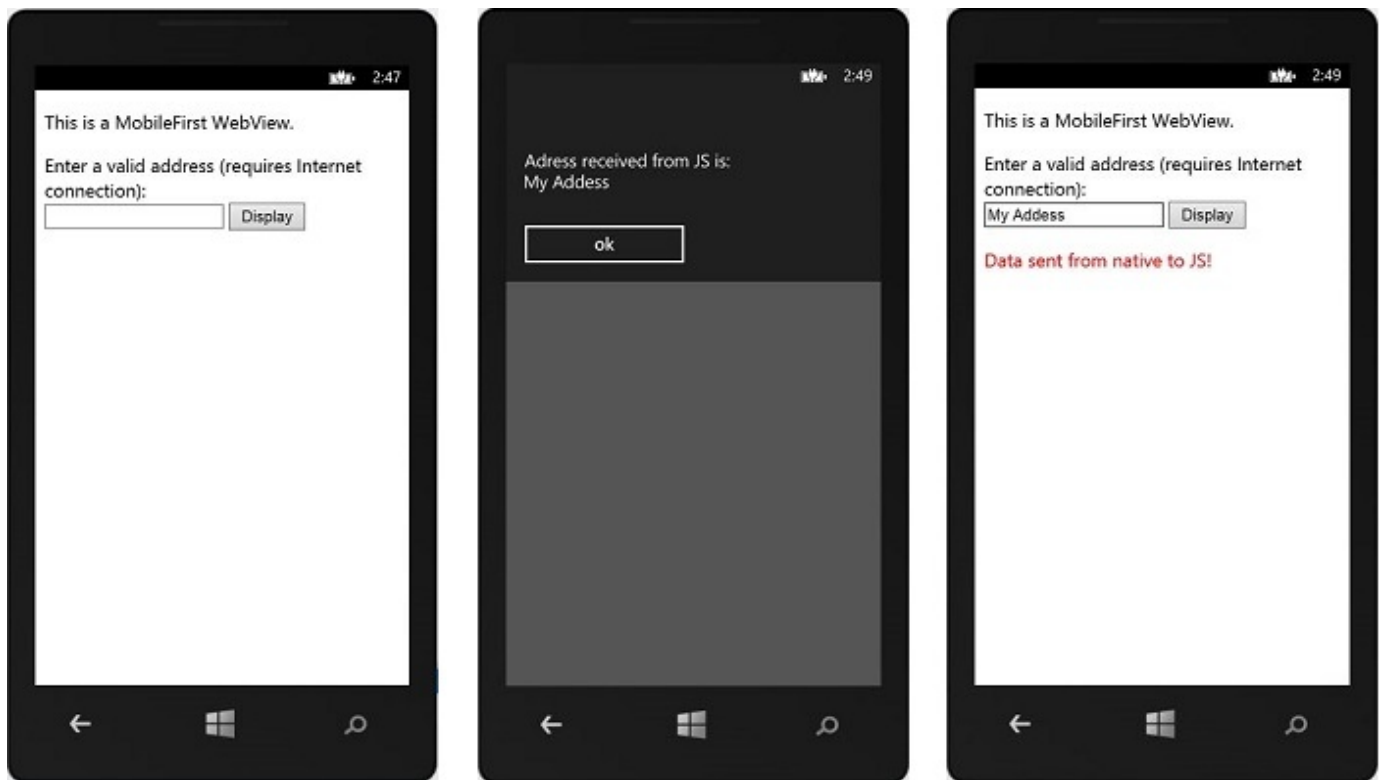 2:47
This is a MobileFirst WebView.
Enter a valid address (requires Internet
connection):
Display
2:49
Adress received from JS is:
My Addess
ok
2:49
This is a MobileFirst WebView.
Enter a valid address (requires Internet
connection):
My Addess Display
Data sent from native to JS!